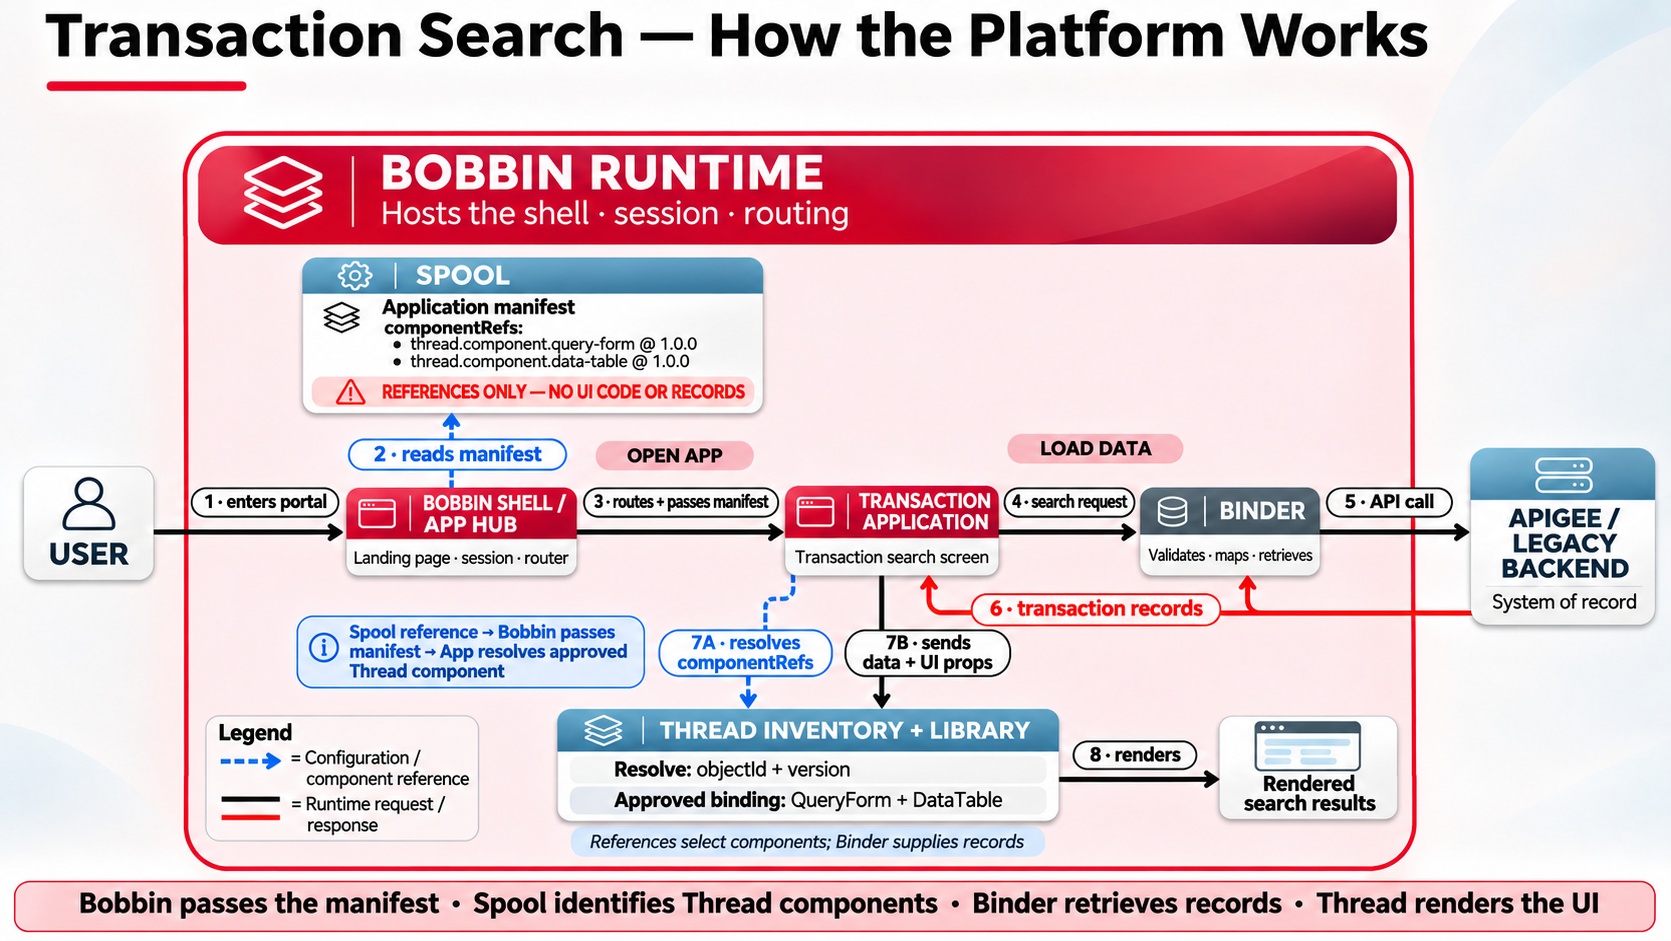 Transaction Search — How the Platform Works
BOBBIN RUNTIME
Hosts the shell · session · routing
SPOOL
Application manifest
componentRefs:
• thread.component.query-form @ 1.0.0
• thread.component.data-table @ 1.0.0
REFERENCES ONLY — NO UI CODE OR RECORDS
2 · reads manifest
OPEN APP
LOAD DATA
USER
1 · enters portal
BOBBIN SHELL /
APP HUB
Landing page · session · router
3 · routes + passes manifest
TRANSACTION
APPLICATION
Transaction search screen
4 · search request
BINDER
Validates · maps · retrieves
5 · API call
APIGEE /
LEGACY
BACKEND
System of record
6 · transaction records
Spool reference → Bobbin passes
manifest → App resolves approved
Thread component
7A · resolves
componentRefs
7B · sends
data + UI props
Legend
= Configuration /
component reference
= Runtime request /
response
THREAD INVENTORY + LIBRARY
Resolve: objectId + version
Approved binding: QueryForm + DataTable
References select components; Binder supplies records
8 · renders
Rendered
search results
Bobbin passes the manifest • Spool identifies Thread components • Binder retrieves records • Thread renders the UI